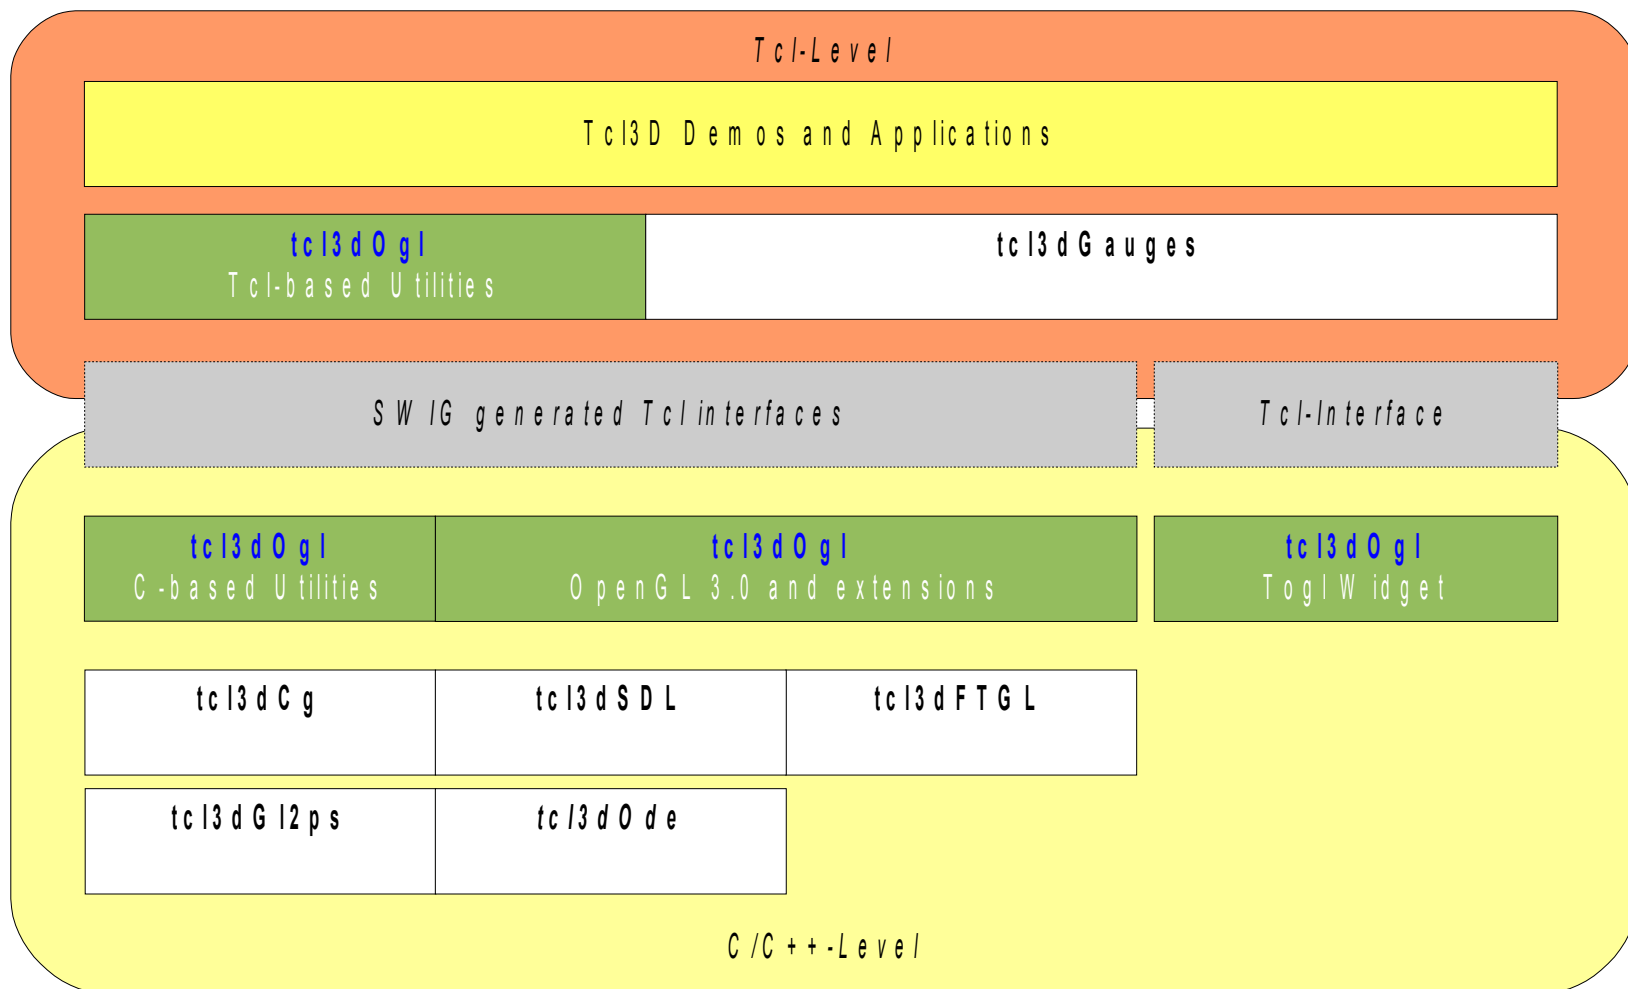 Tcl-Level
Tcl3D Demos and Applications
tcl3dOgl
Tcl-based Utilities
tcl3dGauges
SWIG generated Tcl interfaces
Tcl-Interface
tcl3dOgl
C-based Utilities
tcl3dOgl
OpenGL 3.0 and extensions
tcl3dOgl
Togl Widget
tcl3dCg
tcl3dSDL
tcl3dFTGL
tcl3dGl2ps
tcl3dOde
C/C++-Level